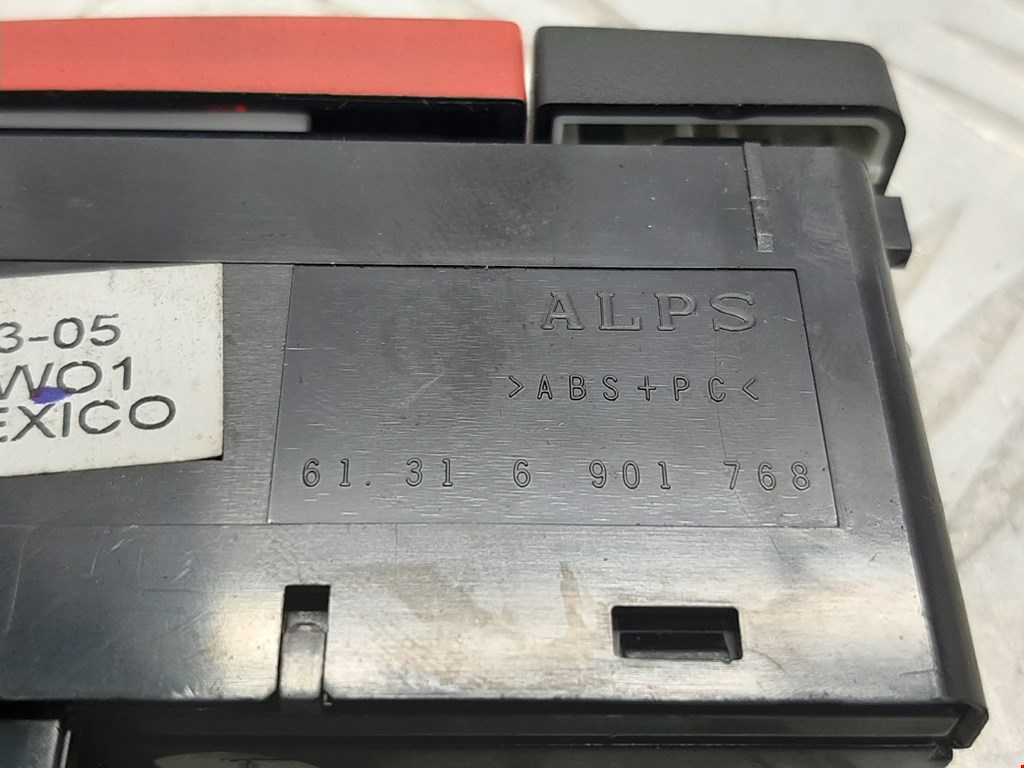 ALPS
>ABS+PC<
61.31 6 901 768
3-05
WO1
EXICO